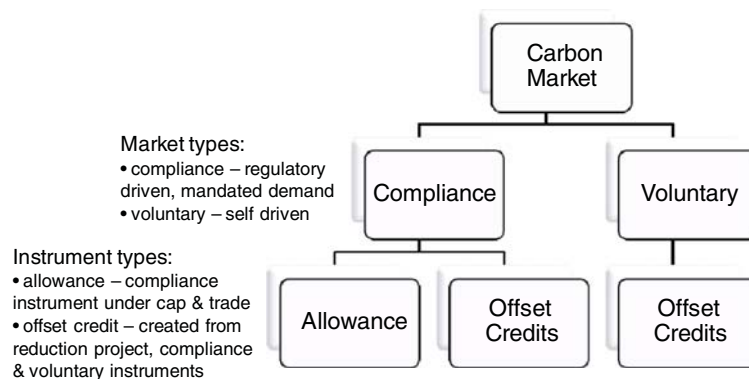 Carbon
Market
Market types:
• compliance – regulatory
driven, mandated demand
• voluntary – self driven
Compliance
Voluntary
Instrument types:
• allowance – compliance
instrument under cap & trade
• offset credit – created from
reduction project, compliance
& voluntary instruments
Allowance
Offset
Credits
Offset
Credits